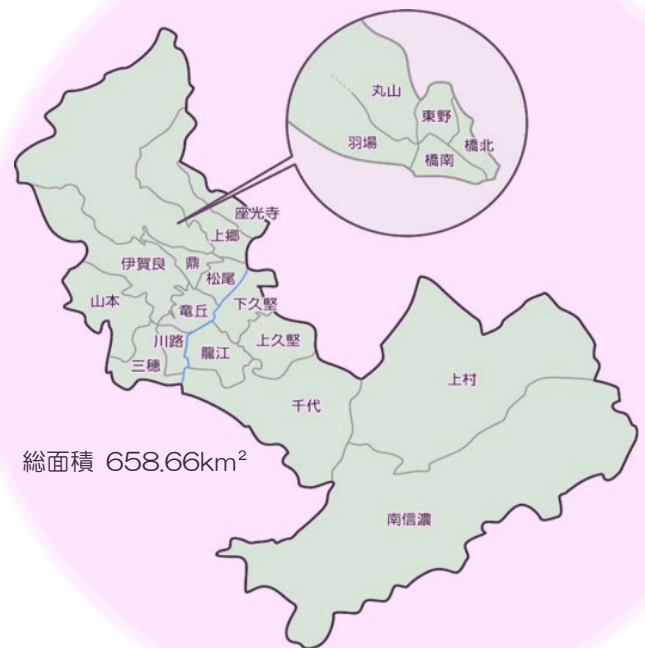 丸山
東野
羽場
橋北
橋南
座光寺
上郷
伊賀良
鼎
松尾
山本
下久堅
竜丘
川路
上久堅
龍江
三穂
上村
千代
総面積 658.66km²
南信濃